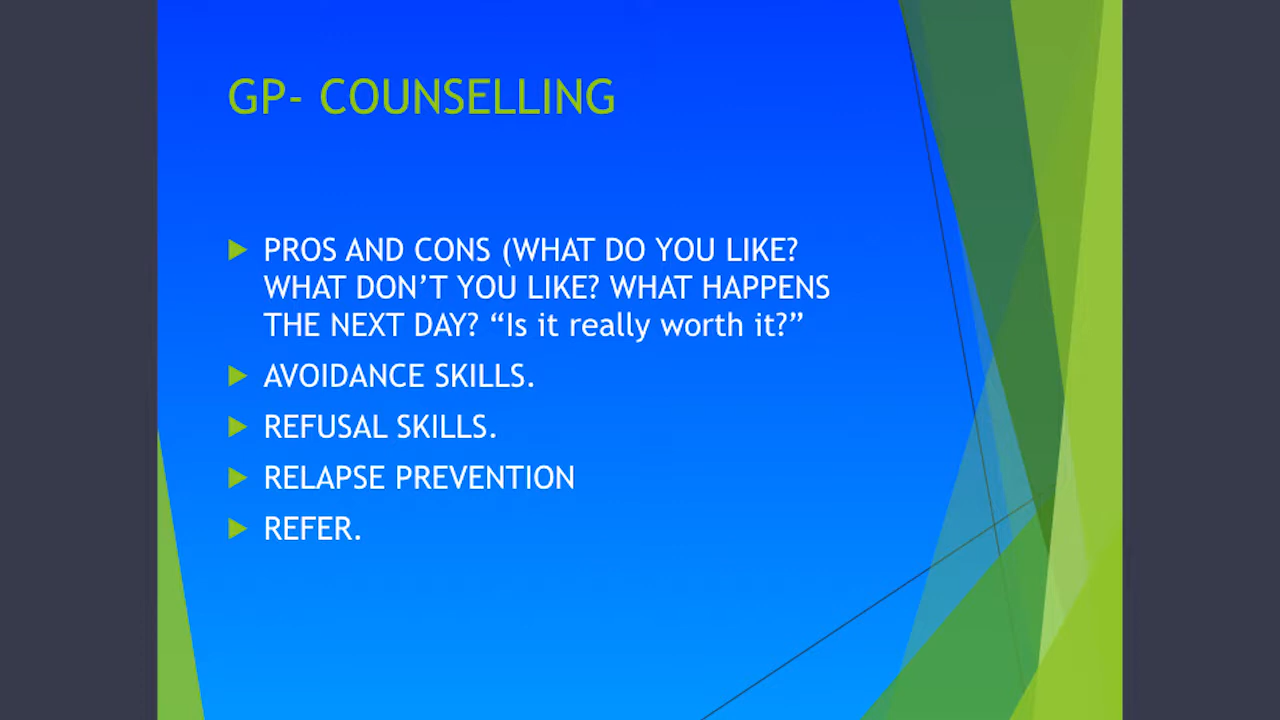 GP- COUNSELLING
PROS AND CONS (WHAT DO YOU LIKE?
WHAT DON’T YOU LIKE? WHAT HAPPENS
THE NEXT DAY? “Is it really worth it?”
AVOIDANCE SKILLS.
REFUSAL SKILLS.
RELAPSE PREVENTION
REFER.